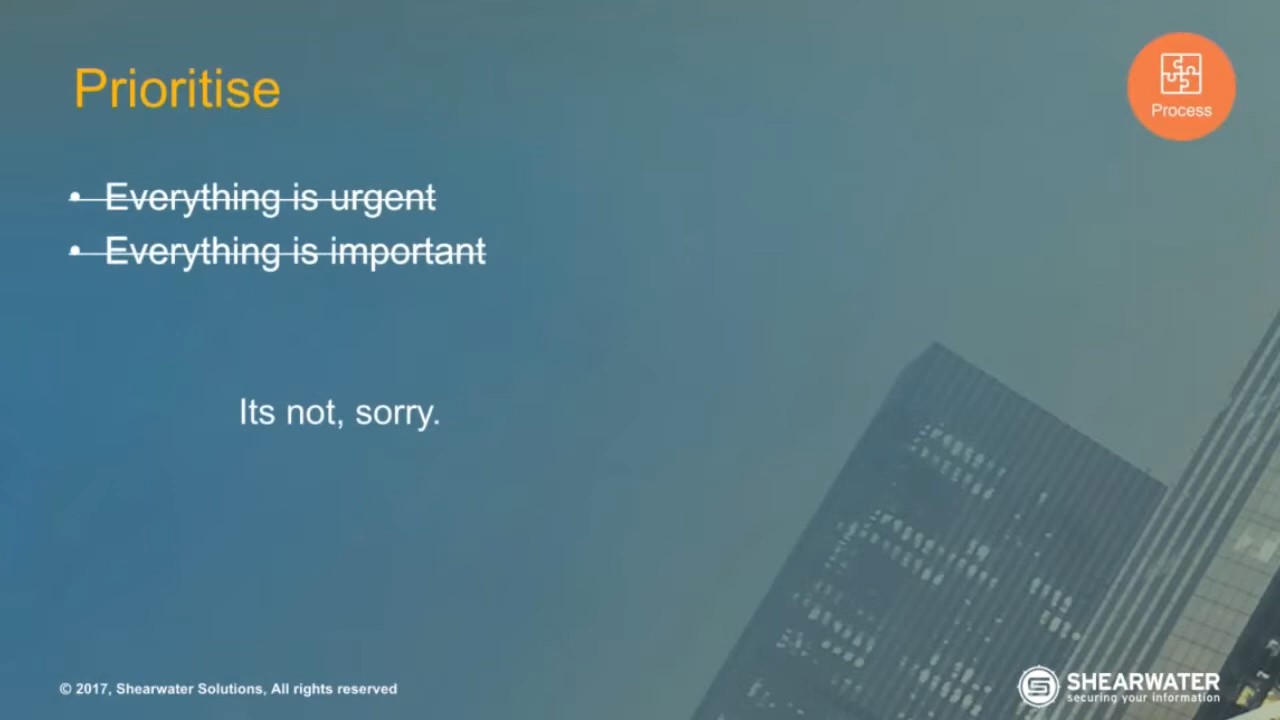 Prioritise
Process
• Everything is urgent
• Everything is important
Its not, sorry.
© 2017, Shearwater Solutions, All rights reserved
SHEARWATER
securing your information